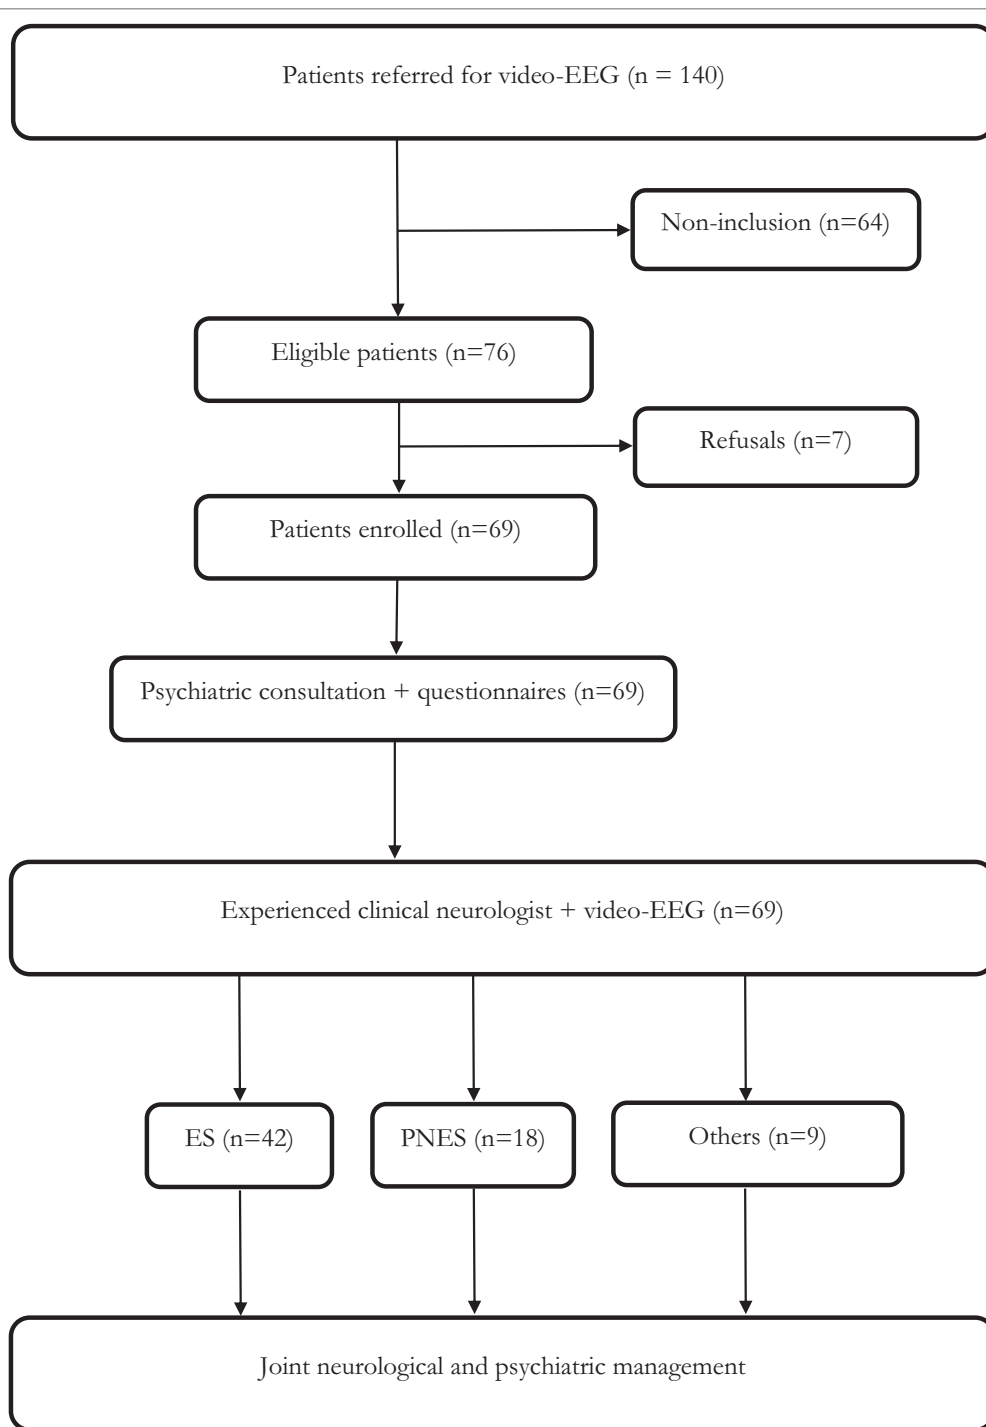 Patients referred for video-EEG (n = 140)
Non-inclusion (n=64)
Eligible patients (n=76)
Refusals (n=7)
Patients enrolled (n=69)
Psychiatric consultation + questionnaires (n=69)
Experienced clinical neurologist + video-EEG (n=69)
ES (n=42)
PNES (n=18)
Others (n=9)
Joint neurological and psychiatric management